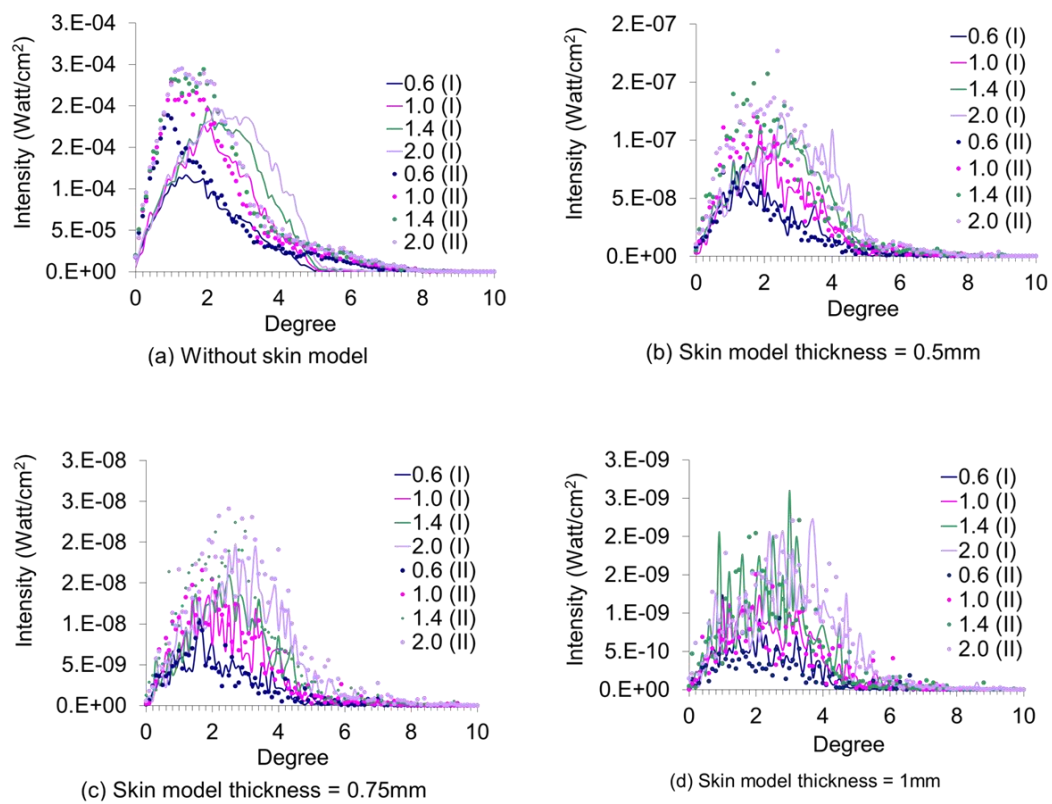 Intensity (Watt/cm²)
3.E-04
3.E-04
2.E-04
2.E-04
1.E-04
5.E-05
0.E+00
0 2 4 6 8 10
Degree
0.6 (I)
1.0 (I)
1.4 (I)
2.0 (I)
0.6 (II)
1.0 (II)
1.4 (II)
2.0 (II)
(a) Without skin model
Intensity (Watt/cm²)
2.E-07
2.E-07
1.E-07
5.E-08
0.E+00
0 2 4 6 8 10
Degree
0.6 (I)
1.0 (I)
1.4 (I)
2.0 (I)
0.6 (II)
1.0 (II)
1.4 (II)
2.0 (II)
(b) Skin model thickness = 0.5mm
Intensity (Watt/cm²)
3.E-08
3.E-08
2.E-08
2.E-08
1.E-08
5.E-09
0.E+00
0 2 4 6 8 10
Degree
0.6 (I)
1.0 (I)
1.4 (I)
2.0 (I)
0.6 (II)
1.0 (II)
1.4 (II)
2.0 (II)
(c) Skin model thickness = 0.75mm
Intensity (Watt/cm²)
3.E-09
3.E-09
2.E-09
2.E-09
1.E-09
5.E-10
0.E+00
0 2 4 6 8 10
Degree
0.6 (I)
1.0 (I)
1.4 (I)
2.0 (I)
0.6 (II)
1.0 (II)
1.4 (II)
2.0 (II)
(d) Skin model thickness = 1mm